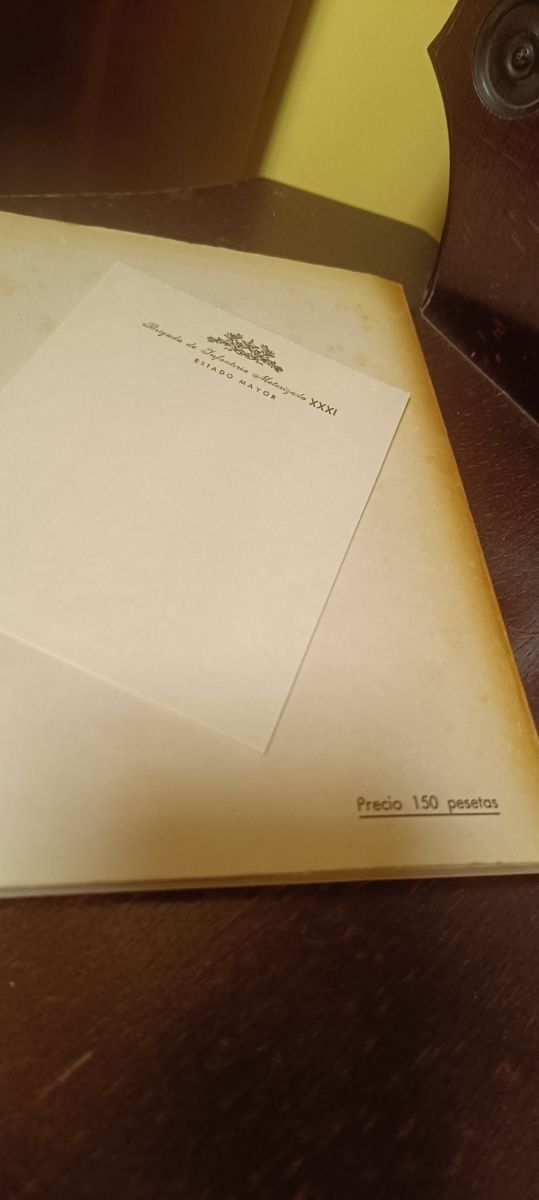 Brigada de Infantería Motorizada XXXI
ESTADO MAYOR
Precio 150 pesetas